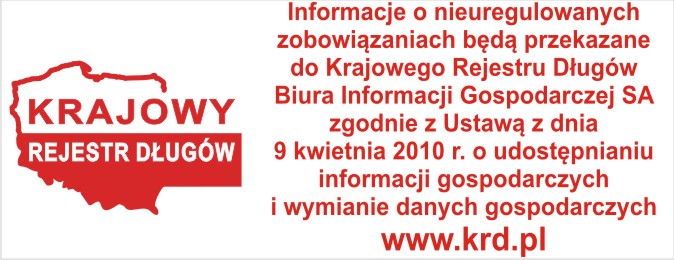 KRAJOWY
REJESTR DŁUGÓW
Informacje o nieuregulowanych
zobowiązaniach będą przekazane
do Krajowego Rejestru Długów
Biura Informacji Gospodarczej SA
zgodnie z Ustawą z dnia
9 kwietnia 2010 r. o udostępnianiu
informacji gospodarczych
i wymianie danych gospodarczych
www.krd.pl